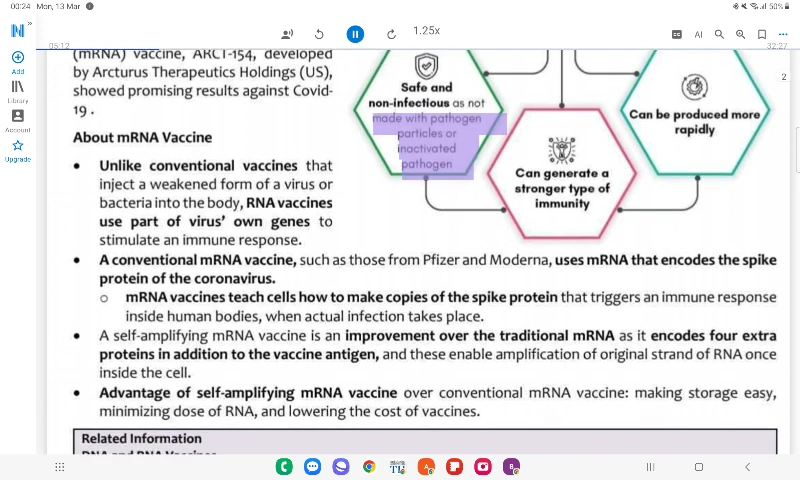 00:24 Mon, 13 Mar
50%
1.25x
AI
05:12
32:27
Add
Library
Account
Upgrade
2
(mRNA) vaccine, ARCT-154, developed
by Arcturus Therapeutics Holdings (US),
showed promising results against Covid-
19 .
Safe and
non-infectious as not
made with pathogen
particles or
inactivated
pathogen
Can generate a
stronger type of
immunity
Can be produced more
rapidly
About mRNA Vaccine
• Unlike conventional vaccines that
inject a weakened form of a virus or
bacteria into the body, RNA vaccines
use part of virus’ own genes to
stimulate an immune response.
• A conventional mRNA vaccine, such as those from Pfizer and Moderna, uses mRNA that encodes the spike
protein of the coronavirus.
o mRNA vaccines teach cells how to make copies of the spike protein that triggers an immune response
inside human bodies, when actual infection takes place.
• A self-amplifying mRNA vaccine is an improvement over the traditional mRNA as it encodes four extra
proteins in addition to the vaccine antigen, and these enable amplification of original strand of RNA once
inside the cell.
• Advantage of self-amplifying mRNA vaccine over conventional mRNA vaccine: making storage easy,
minimizing dose of RNA, and lowering the cost of vaccines.
Related Information
DNA and RNA Vaccines